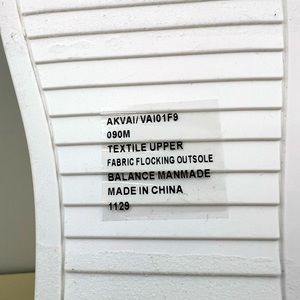 AKVAI/VAI01F9
090M
TEXTILE UPPER
FABRIC FLOCKING OUTSOLE
BALANCE MANMADE
MADE IN CHINA
1129